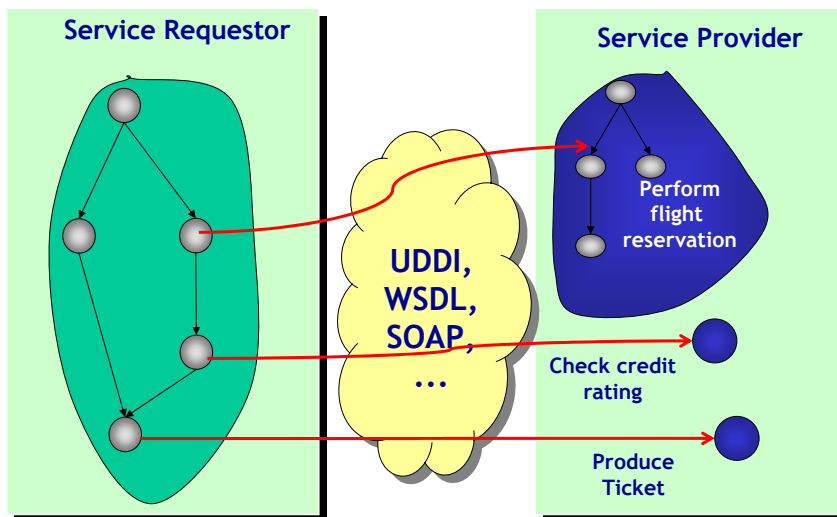 Service Requestor
Service Provider
Perform
flight
reservation
UDDI,
WSDL,
SOAP,
...
Check credit
rating
Produce
Ticket